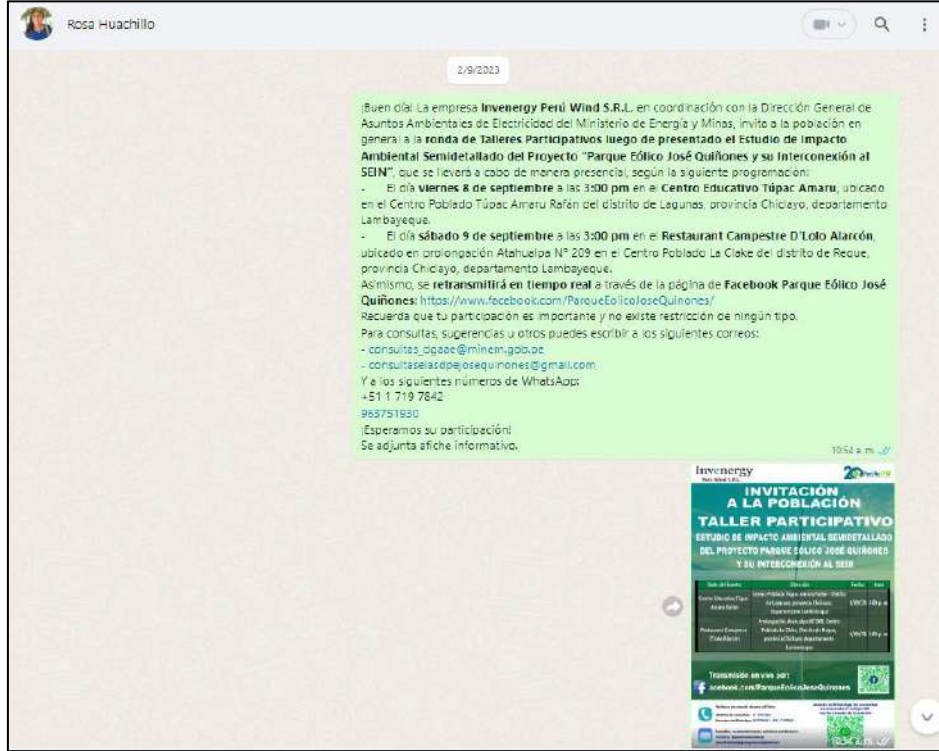 Rosa Huachillo
2/9/2023
¡Buen día! La empresa Invenergy Perú Wind S.R.L. en coordinación con la Dirección General de
Asuntos Ambientales de Electricidad del Ministerio de Energía y Minas, invita a la población en
general a la ronda de Talleres Participativos luego de presentado el Estudio de Impacto
Ambiental Semidetallado del Proyecto "Parque Eólico José Quiñones y su Interconexión al
SEIN", que se llevará a cabo de manera presencial, según la siguiente programación:
- El día viernes 8 de septiembre a las 3:00 pm en el Centro Educativo Túpac Amaru, ubicado
en el Centro Poblado Túpac Amaru Rafán del distrito de Lagunas, provincia Chiclayo, departamento
Lambayeque.
- El día sábado 9 de septiembre a las 3:00 pm en el Restaurant Campestre D'Lolo Alarcón,
ubicado en prolongación Atahualpa N° 209 en el Centro Poblado La Clake del distrito de Reque,
provincia Chiclayo, departamento Lambayeque.
Asimismo, se retransmitirá en tiempo real a través de la página de Facebook Parque Eólico José
Quiñones: https://www.facebook.com/ParqueEolicoJoseQuinones/
Recuerda que tu participación es importante y no existe restricción de ningún tipo.
Para consultas, sugerencias u otros puedes escribir a los siguientes correos:
- consultas_dgaae@minem.gob.pe
- consultaseiasdpejosequinones@gmail.com
Y a los siguientes números de WhatsApp:
+51 1 719 7842
963751930
¡Esperamos su participación!
Se adjunta afiche informativo.
10:54 a. m.
Invenergy
INVITACIÓN
A LA POBLACIÓN
TALLER PARTICIPATIVO
ESTUDIO DE IMPACTO AMBIENTAL SEMIDETALLADO
DEL PROYECTO PARQUE EÓLICO JOSÉ QUIÑONES
Y SU INTERCONEXIÓN AL SEIN
Transmisión en vivo por:
facebook.com/ParqueEolicoJoseQuinones
10:54 a. m.